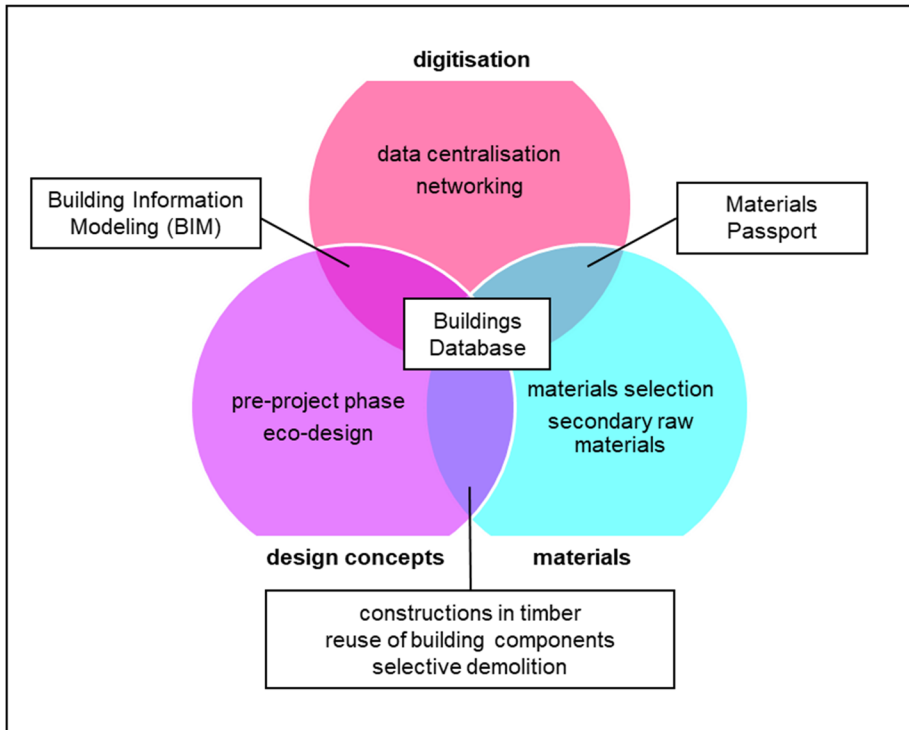 digitisation
data centralisation
networking
Building Information
Modeling (BIM)
Materials
Passport
Buildings
Database
pre-project phase
eco-design
materials selection
secondary raw
materials
design concepts
materials
constructions in timber
reuse of building components
selective demolition